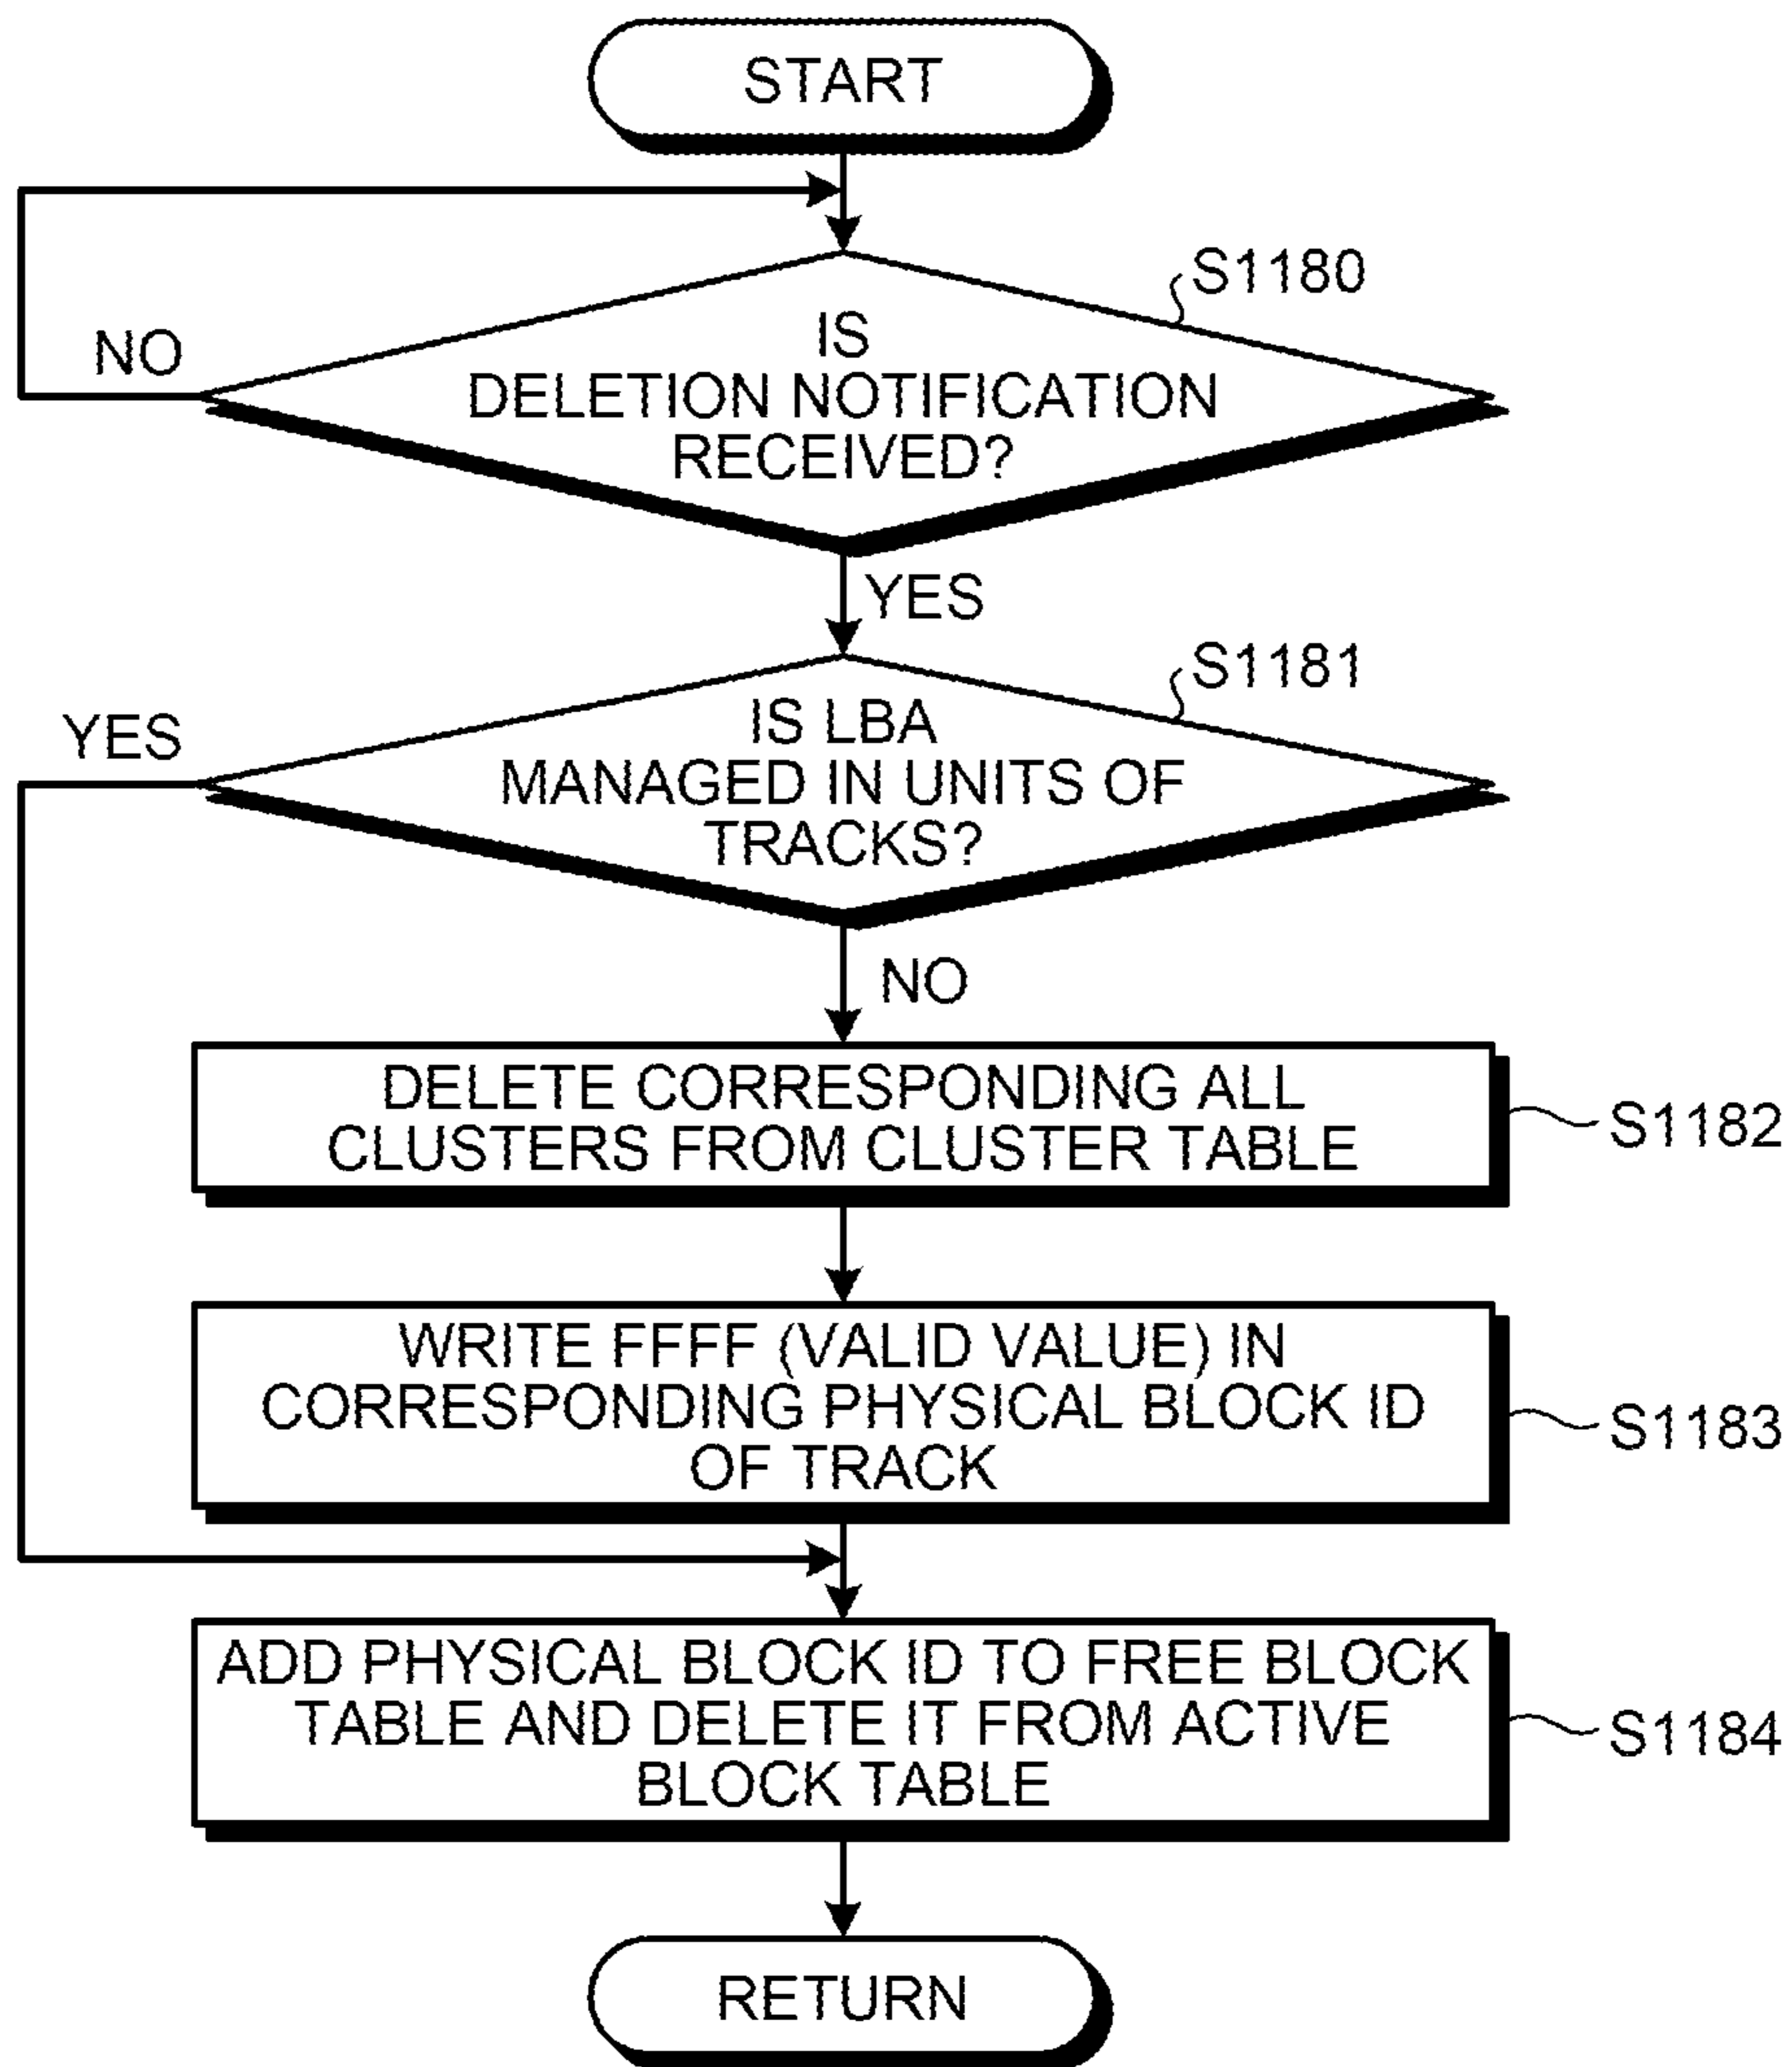 START
S1180
NO
IS
DELETION NOTIFICATION
RECEIVED?
YES
S1181
YES
IS LBA
MANAGED IN UNITS OF
TRACKS?
NO
DELETE CORRESPONDING ALL
CLUSTERS FROM CLUSTER TABLE
S1182
WRITE FFFF (VALID VALUE) IN
CORRESPONDING PHYSICAL BLOCK ID
OF TRACK
S1183
ADD PHYSICAL BLOCK ID TO FREE BLOCK
TABLE AND DELETE IT FROM ACTIVE
BLOCK TABLE
S1184
RETURN